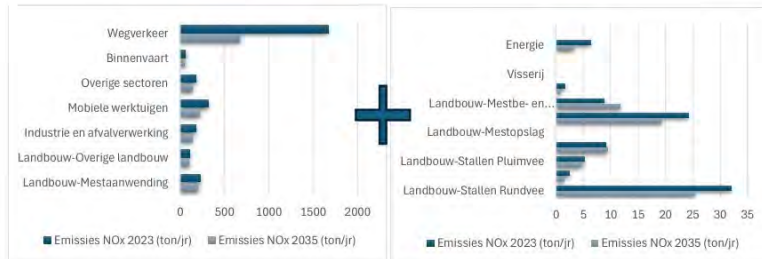 Wegverkeer
Binnenvaart
Overige sectoren
Mobiele werktuigen
Industrie en afvalverwerking
Landbouw-Overige landbouw
Landbouw-Mestaanwending
0 500 1000 1500 2000
Emissies NOx 2023 (ton/jr) Emissies NOx 2035 (ton/jr)
Energie
Visserij
Landbouw-Mestbe- en...
Landbouw-Mestopslag
Landbouw-Stallen Pluimvee
Landbouw-Stallen Rundvee
0 5 10 15 20 25 30 35
Emissies NOx 2023 (ton/jr) Emissies NOx 2035 (ton/jr)